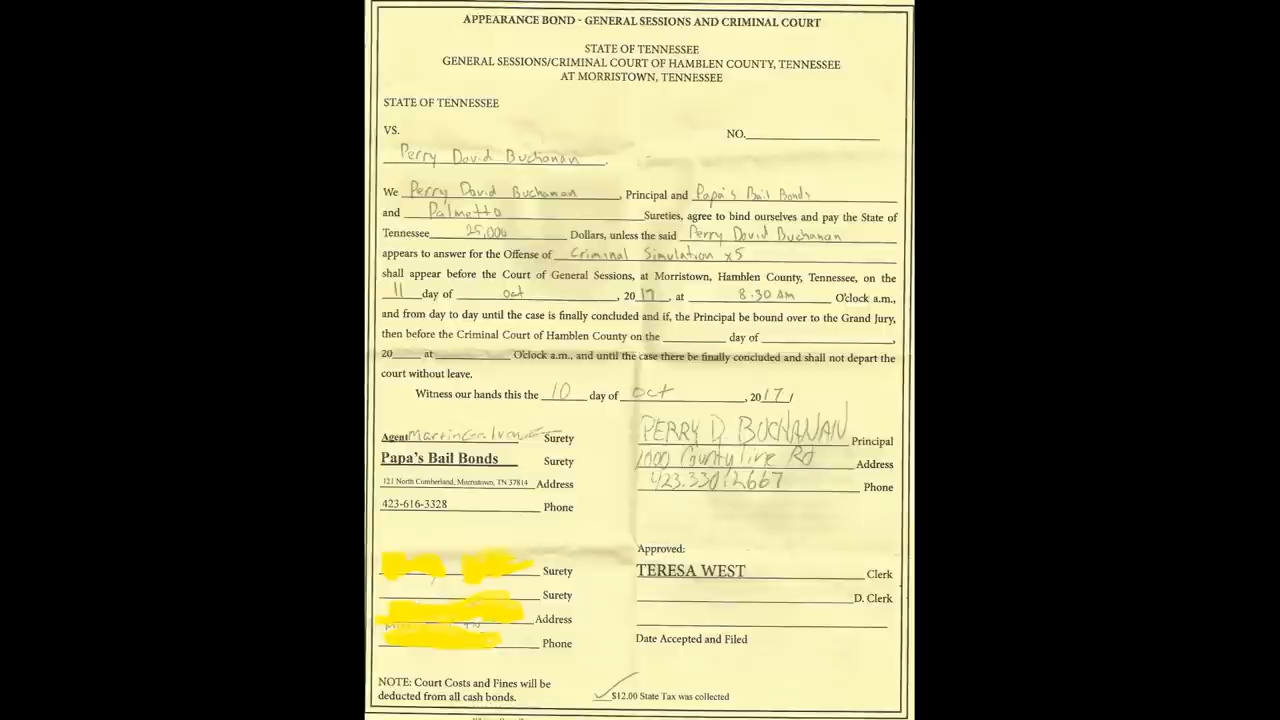 APPEARANCE BOND - GENERAL SESSIONS AND CRIMINAL COURT
STATE OF TENNESSEE
GENERAL SESSIONS/CRIMINAL COURT OF HAMBLEN COUNTY, TENNESSEE
AT MORRISTOWN, TENNESSEE
STATE OF TENNESSEE
VS.
NO.
Perry David Buchanan.
We Perry David Buchanan, Principal and Papa's Bail Bonds
and Palmetto Sureties, agree to bind ourselves and pay the State of
Tennessee 25,000 Dollars, unless the said Perry David Buchanan
appears to answer for the Offense of Criminal Simulation x5
shall appear before the Court of General Sessions, at Morristown, Hamblen County, Tennessee, on the
11 day of Oct, 2017, at 8:30 AM O'clock a.m.,
and from day to day until the case is finally concluded and if, the Principal be bound over to the Grand Jury,
then before the Criminal Court of Hamblen County on the day of ,
20 at O'clock a.m., and until the case there be finally concluded and shall not depart the
court without leave.
Witness our hands this the 10 day of Oct, 2017
Agent Surety
Papa's Bail Bonds Surety
121 North Cumberland, Morristown, TN 37814 Address
423-616-3328 Phone
PERRY D. BUCHANAN Principal
County Line Rd Address
423.330.2667 Phone
Surety
Surety
Address
Phone
Approved:
TERESA WEST Clerk
D. Clerk
Date Accepted and Filed
NOTE: Court Costs and Fines will be
deducted from all cash bonds.
$12.00 State Tax was collected